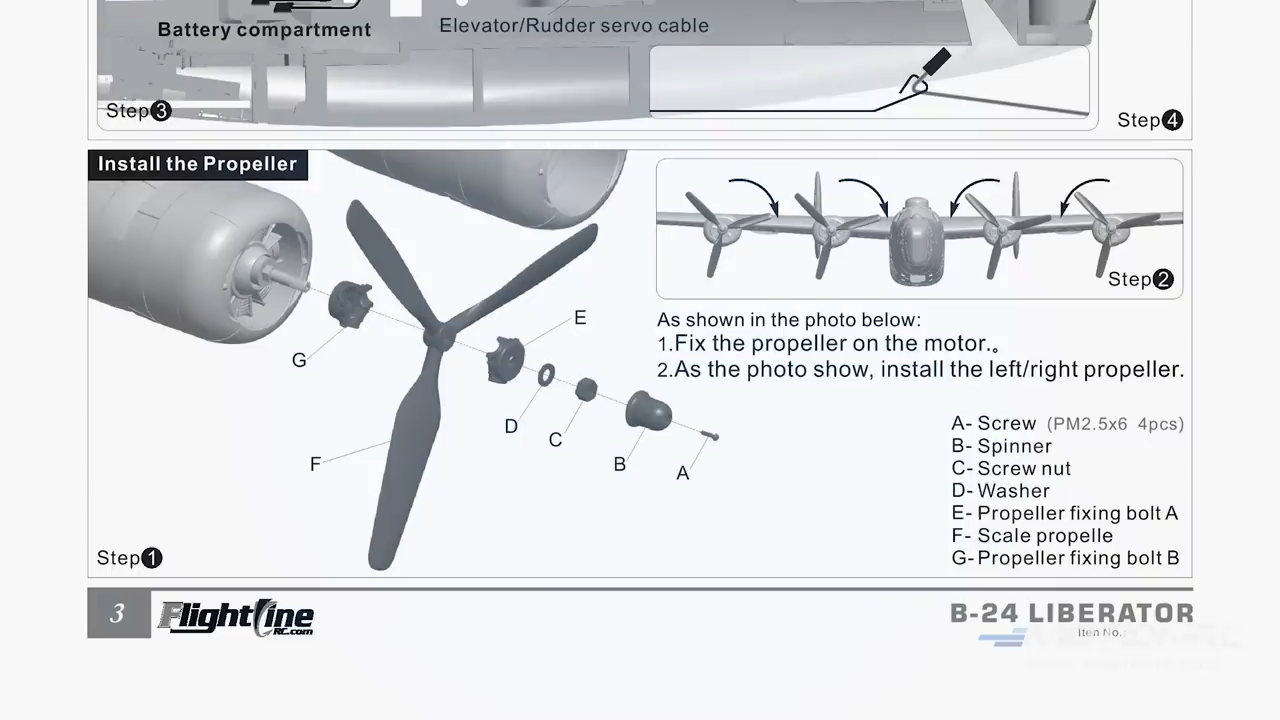 Battery compartment
Elevator/Rudder servo cable
Step3
Step4
Install the Propeller
Step2
As shown in the photo below:
1.Fix the propeller on the motor.。
2.As the photo show, install the left/right propeller.
G
E
D
C
B
A
F
A- Screw (PM2.5x6 4pcs)
B- Spinner
C- Screw nut
D- Washer
E- Propeller fixing bolt A
F- Scale propelle
G- Propeller fixing bolt B
Step1
3
FlightLine
RC.com
B-24 LIBERATOR
Iten No.: